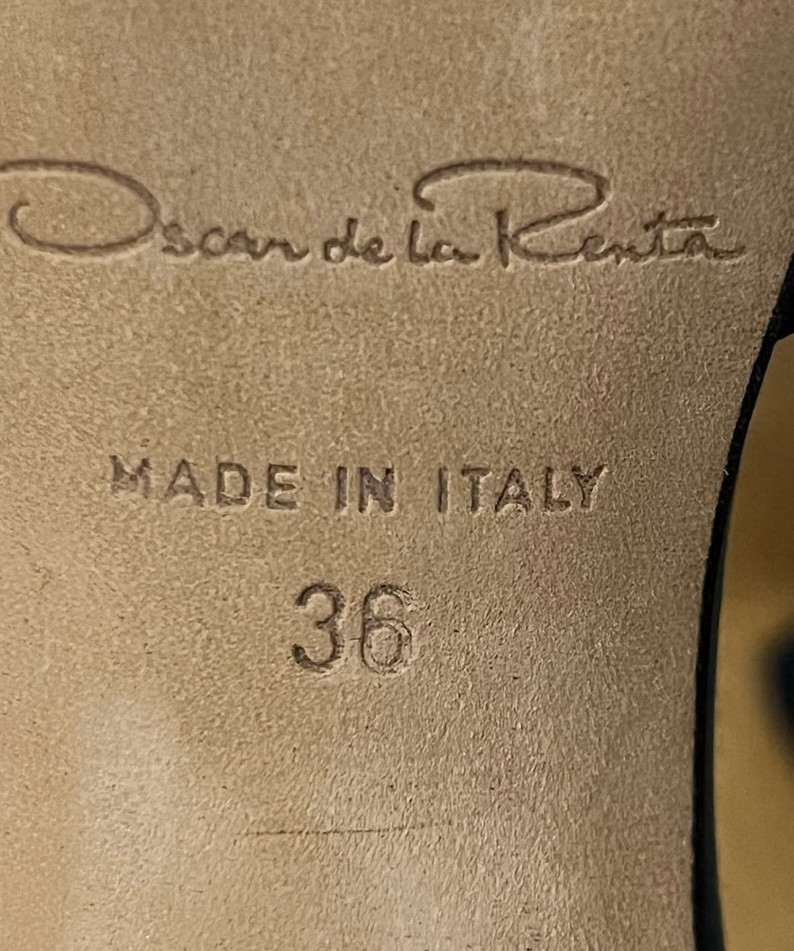 Oscar de la Renta
MADE IN ITALY
36